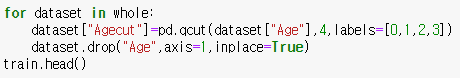 for dataset in whole:
    dataset["Agecut"]=pd.qcut(dataset["Age"],4,labels=[0,1,2,3])
    dataset.drop("Age",axis=1,inplace=True)
train.head()